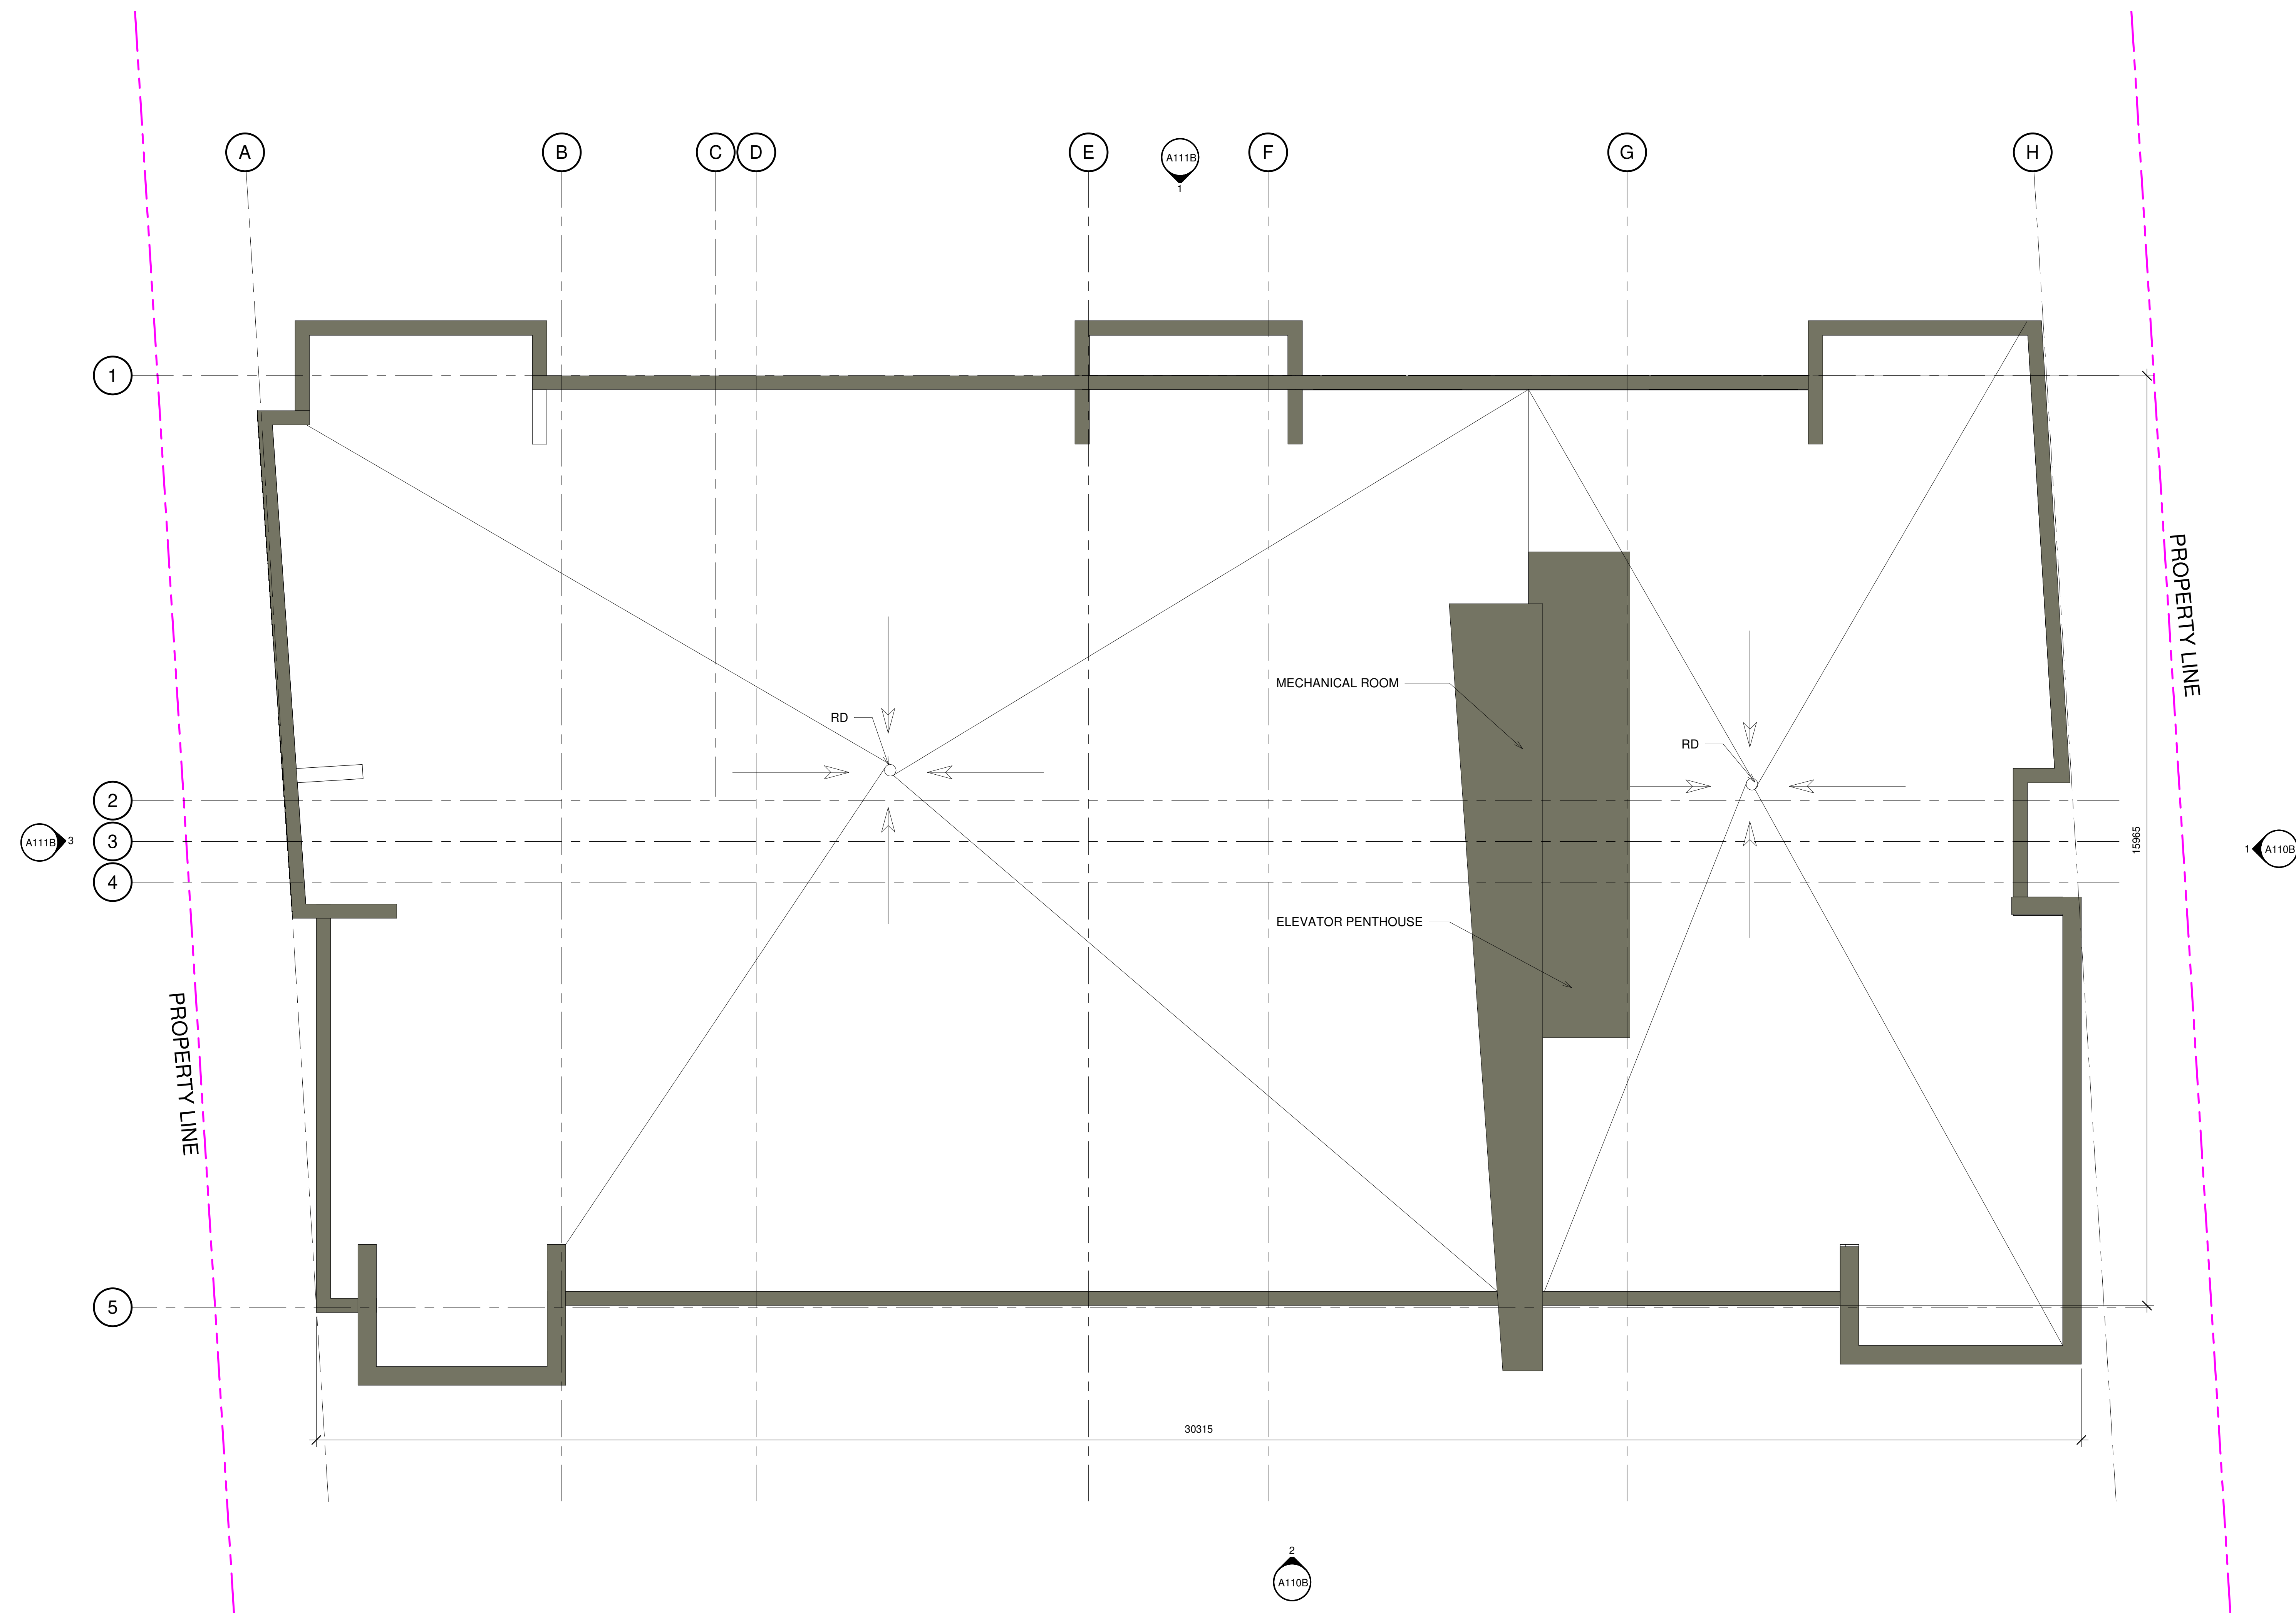 A
B
C
D
E
F
G
H
A111B
1
1
PROPERTY LINE
MECHANICAL ROOM
RD
RD
2
3
4
A111B
3
15965
1
A110B
ELEVATOR PENTHOUSE
PROPERTY LINE
5
30315
2
A110B